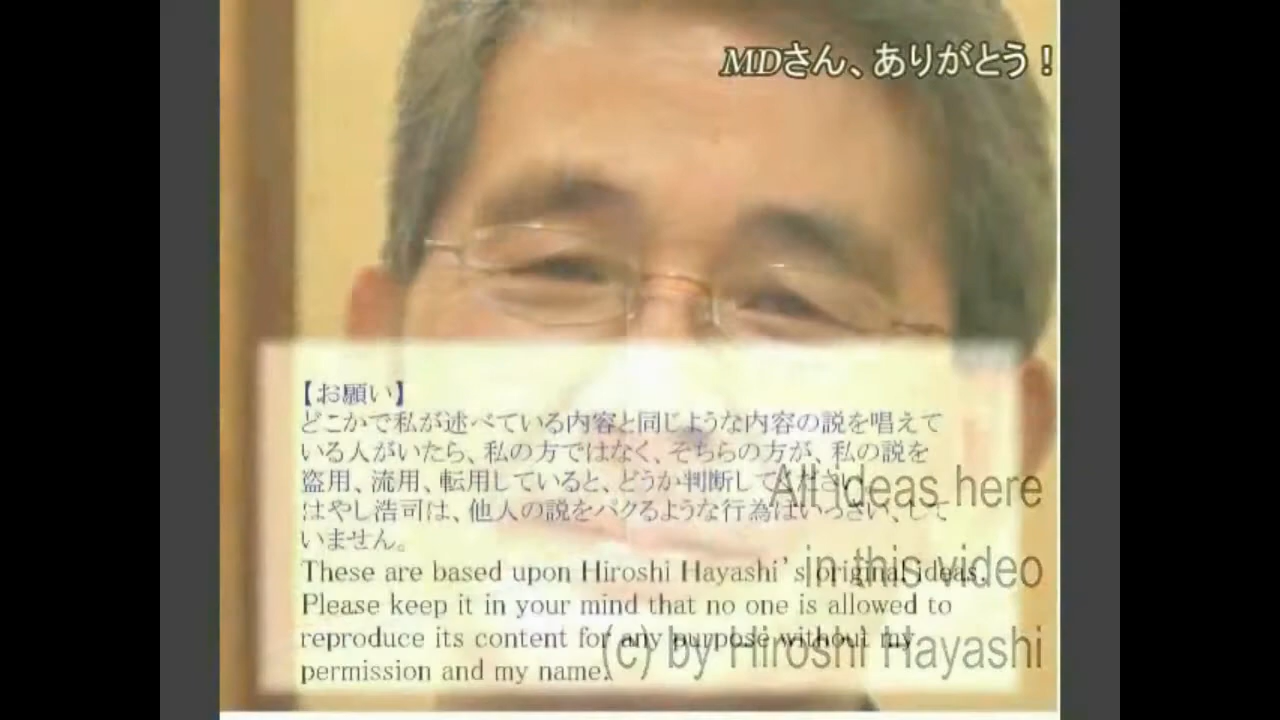 MDさん、ありがとう！
【お願い】
どこかで私が述べている内容と同じような内容の説を唱えて
いる人がいたら、私の方ではなく、そちらの方が、私の説を
盗用、流用、転用していると、どうか判断してください。
はやし浩司は、他人の説をパクるような行為はいっさい、して
いません。
These are based upon Hiroshi Hayashi's original ideas.
Please keep it in your mind that no one is allowed to
reproduce its content for any purpose without my
permission and my name.
All ideas here
in this video
(c) by Hiroshi Hayashi